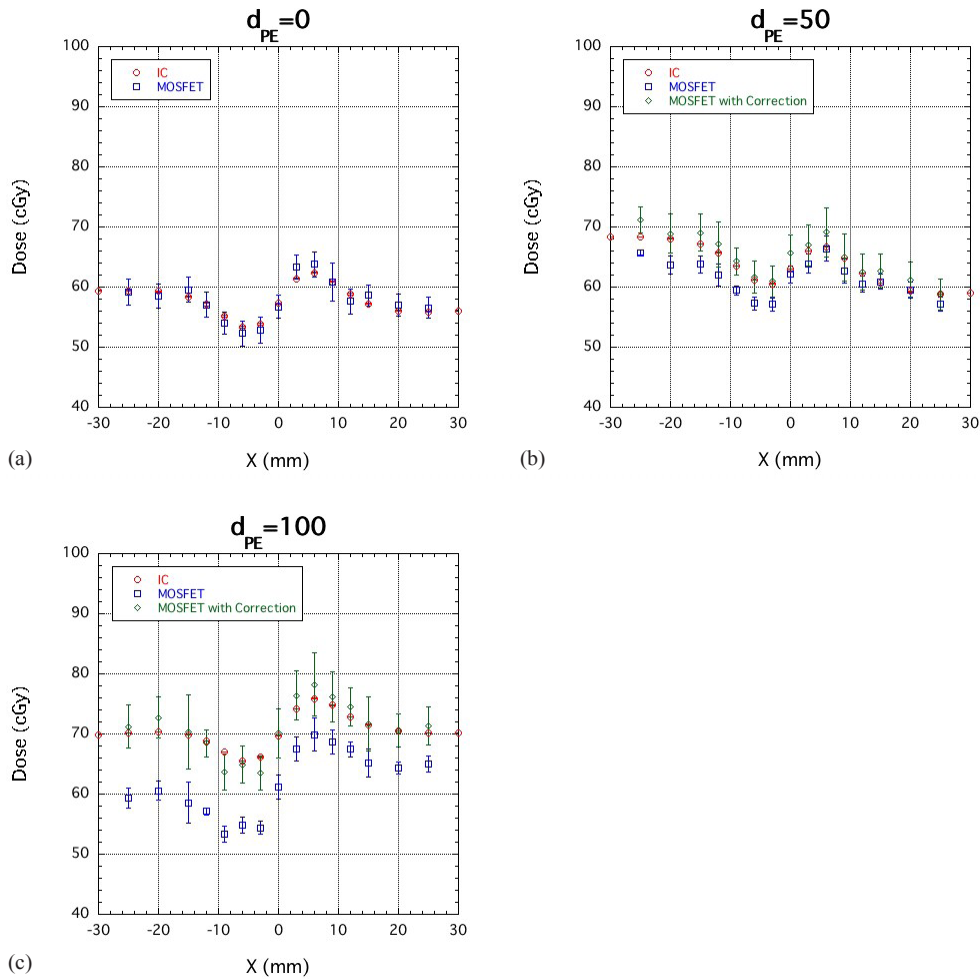 d_PE=0
100
90
80
70
60
50
40
IC
MOSFET
Dose (cGy)
-30 -20 -10 0 10 20 30
X (mm)
(a)
d_PE=50
100
90
80
70
60
50
40
IC
MOSFET
MOSFET with Correction
Dose (cGy)
-30 -20 -10 0 10 20 30
X (mm)
(b)
d_PE=100
100
90
80
70
60
50
40
IC
MOSFET
MOSFET with Correction
Dose (cGy)
-30 -20 -10 0 10 20 30
X (mm)
(c)